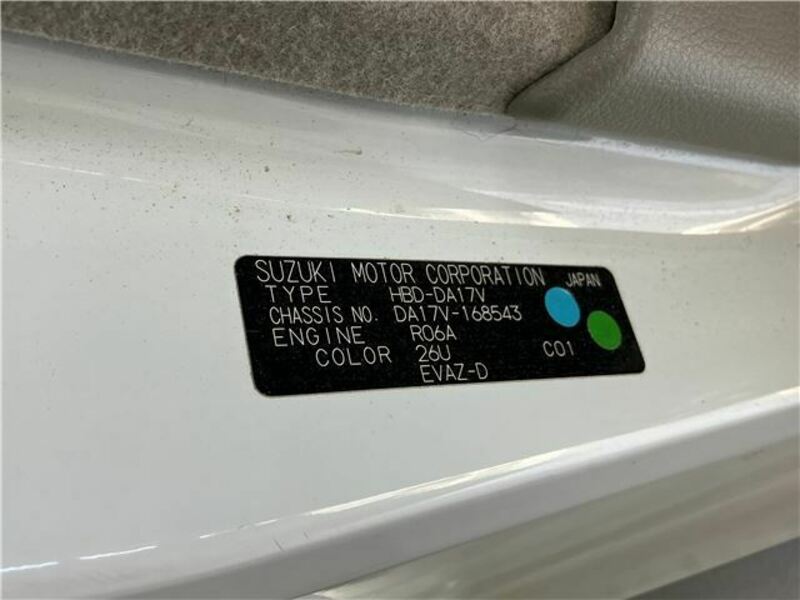 SUZUKI MOTOR CORPORATION JAPAN
TYPE HBD-DA17V
CHASSIS NO. DA17V-168543
ENGINE R06A
COLOR 26U C01
EVAZ-D